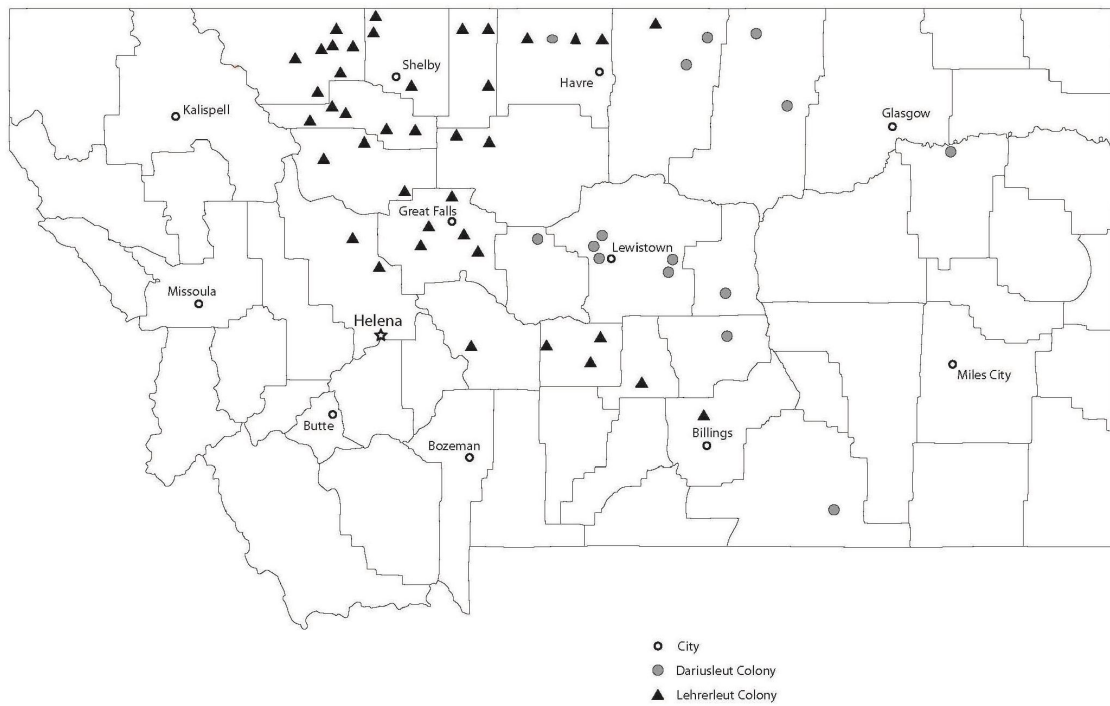 Shelby
Havre
Kalispell
Glasgow
Great Falls
Lewistown
Missoula
Helena
Miles City
Butte
Billings
Bozeman
City
Dariusleut Colony
Lehrerleut Colony